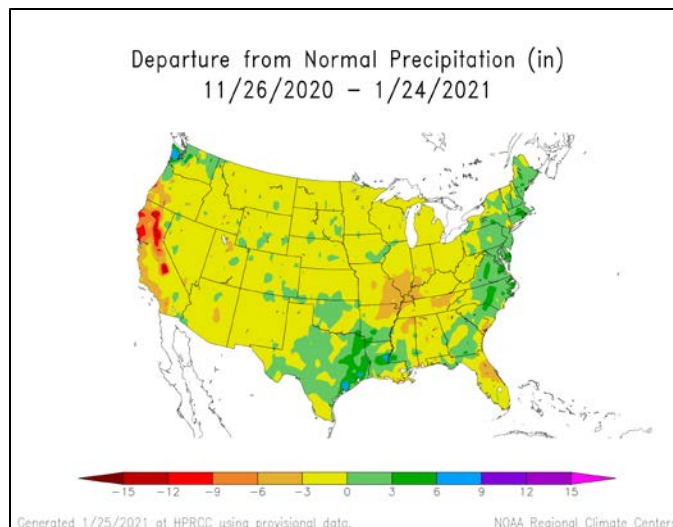 Departure from Normal Precipitation (in)
11/26/2020 – 1/24/2021
-15 -12 -9 -6 -3 0 3 6 9 12 15
Generated 1/25/2021 at HPRCC using provisional data.
NOAA Regional Climate Centers